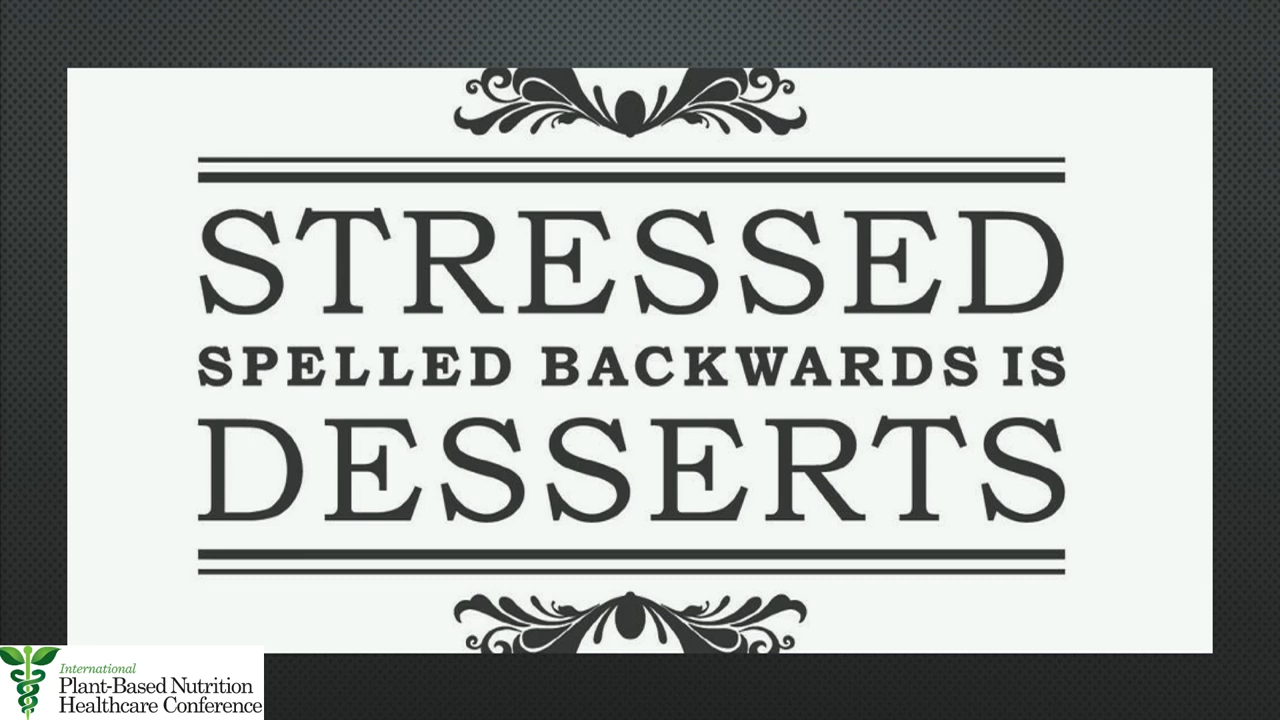 STRESSED
SPELLED BACKWARDS IS
DESSERTS
International
Plant-Based Nutrition
Healthcare Conference